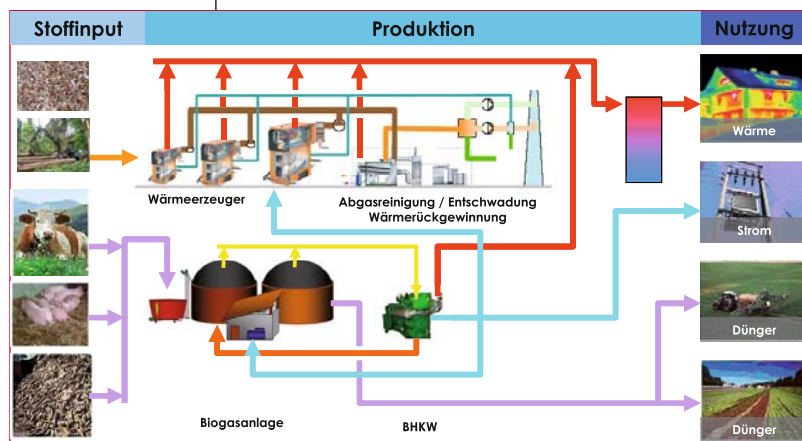 Stoffinput
Produktion
Nutzung
Wärme
Wärmeerzeuger
Abgasreinigung / Entschwadung
Wärmerückgewinnung
Strom
Dünger
Biogasanlage
BHKW
Dünger